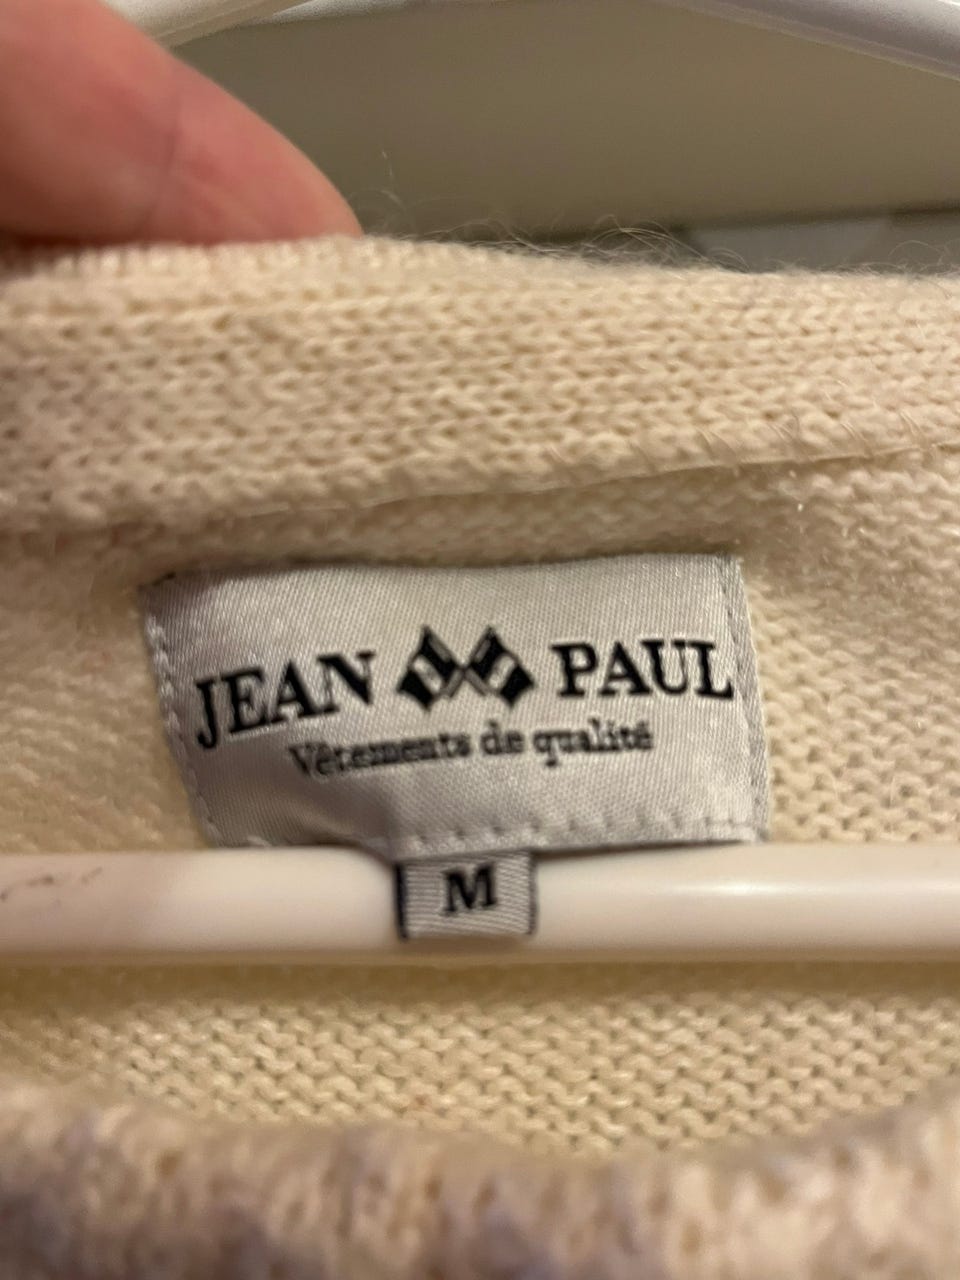 JEAN PAUL
Vêtements de qualité
M